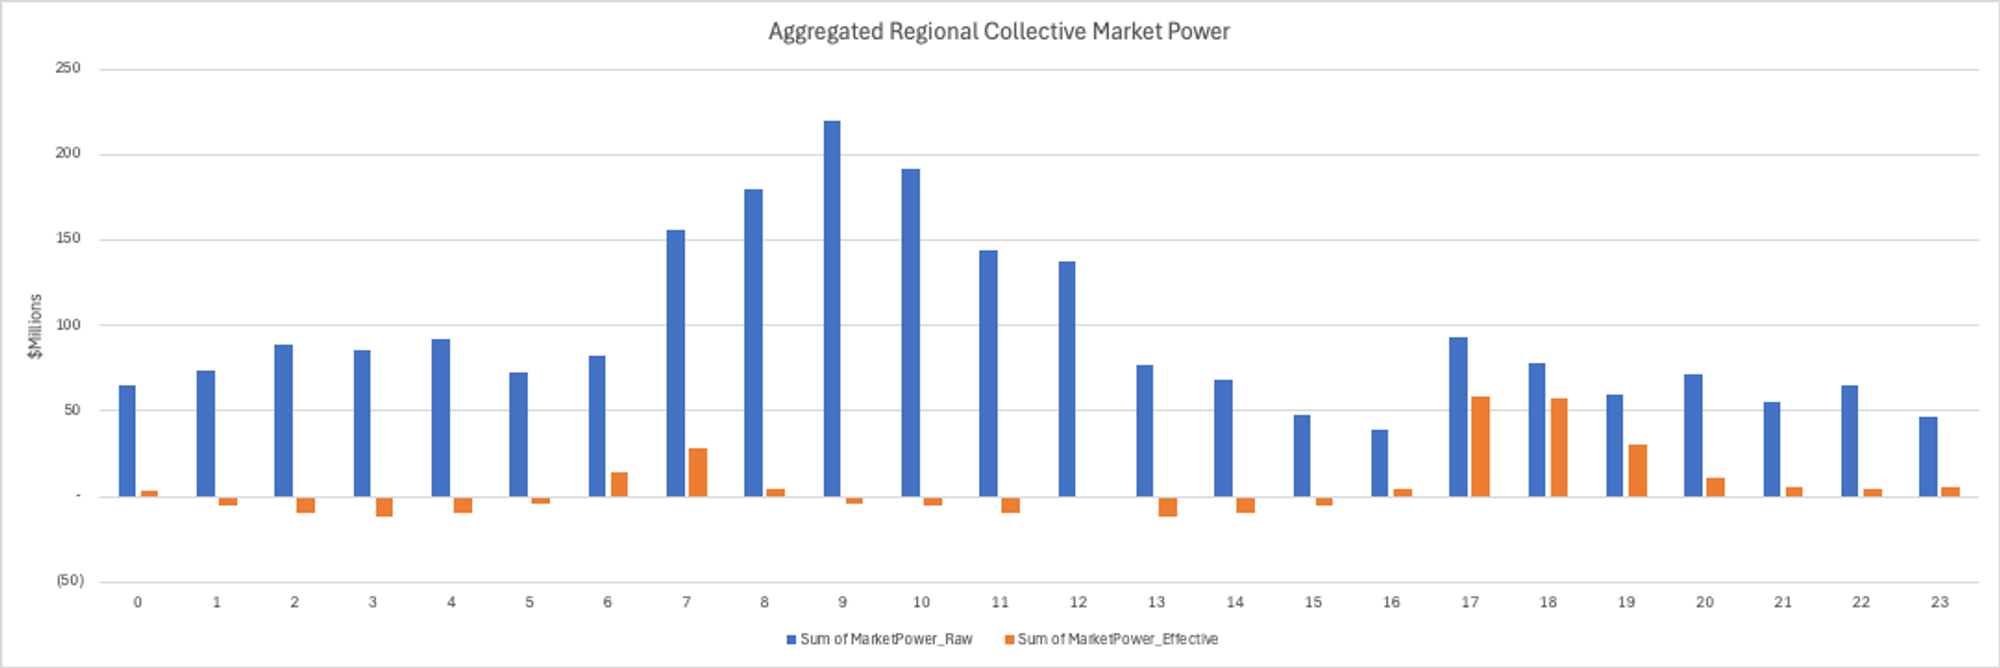 Aggregated Regional Collective Market Power
250
200
150
100
50
-
(50)
$Millions
0 1 2 3 4 5 6 7 8 9 10 11 12 13 14 15 16 17 18 19 20 21 22 23
Sum of MarketPower_Raw Sum of MarketPower_Effective